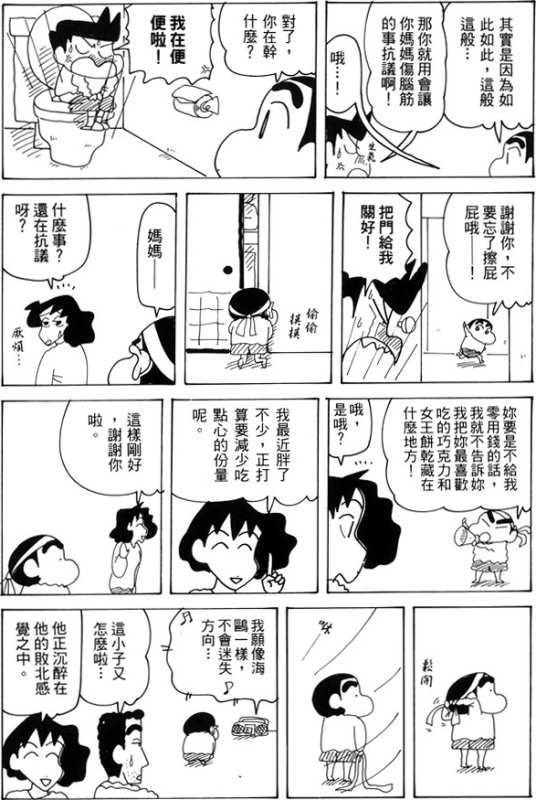 其實是因為如
此如此，這般
這般…
那你就用會讓
你媽媽傷腦筋
的事抗議啊！
哦…！
生氣
對了，
你在幹
什麼？
我在便
便啦！
謝謝你，不
要忘了擦屁
屁哦——！
把門給我
關好！
偷偷
摸摸
媽媽——
什麼事？
還在抗議
呀？
厭煩…
妳要是不給我
零用錢的話，
我就不告訴妳
我把妳最喜歡
吃的巧克力和
女王餅乾藏在
什麼地方！
哦，
是哦？
我最近胖了
不少，正打
算要減少吃
點心的份量
呢。
這樣剛好
，謝謝你
啦。
鬆開
我願像海
鷗一樣，
不會迷失
方向…
這小子又
怎麼啦…
他正沉醉在
他的敗北感
覺之中。